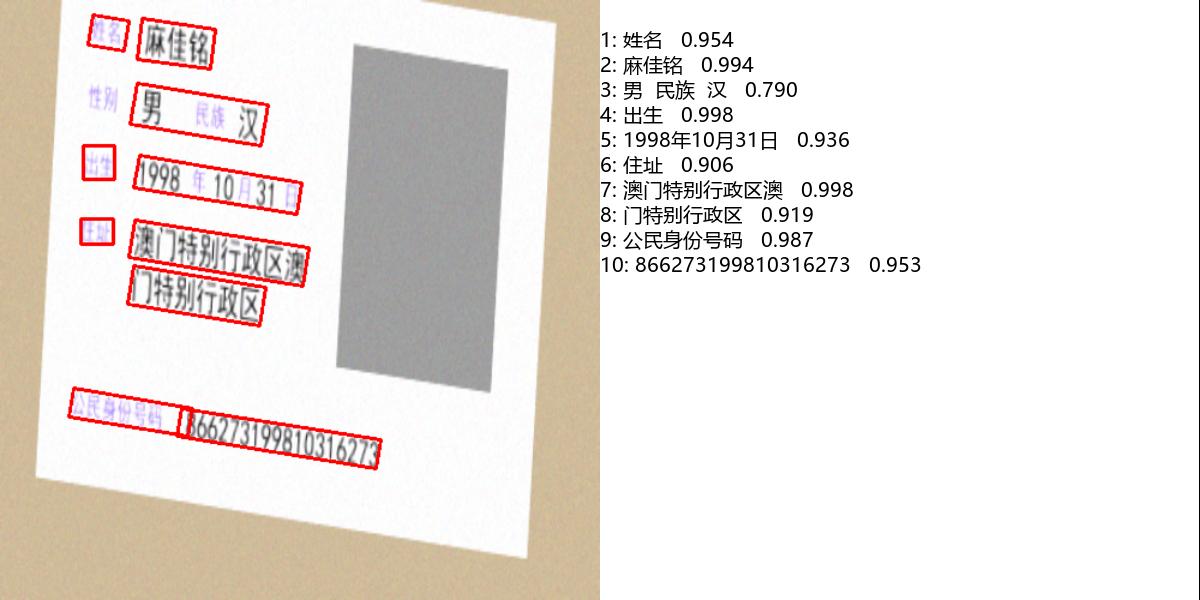 姓名 麻佳铭
性别 男 民族 汉
出生 1998 年 10 月 31 日
住址 澳门特别行政区澳
门特别行政区
公民身份号码 866273199810316273
1: 姓名 0.954
2: 麻佳铭 0.994
3: 男 民族 汉 0.790
4: 出生 0.998
5: 1998年10月31日 0.936
6: 住址 0.906
7: 澳门特别行政区澳 0.998
8: 门特别行政区 0.919
9: 公民身份号码 0.987
10: 866273199810316273 0.953